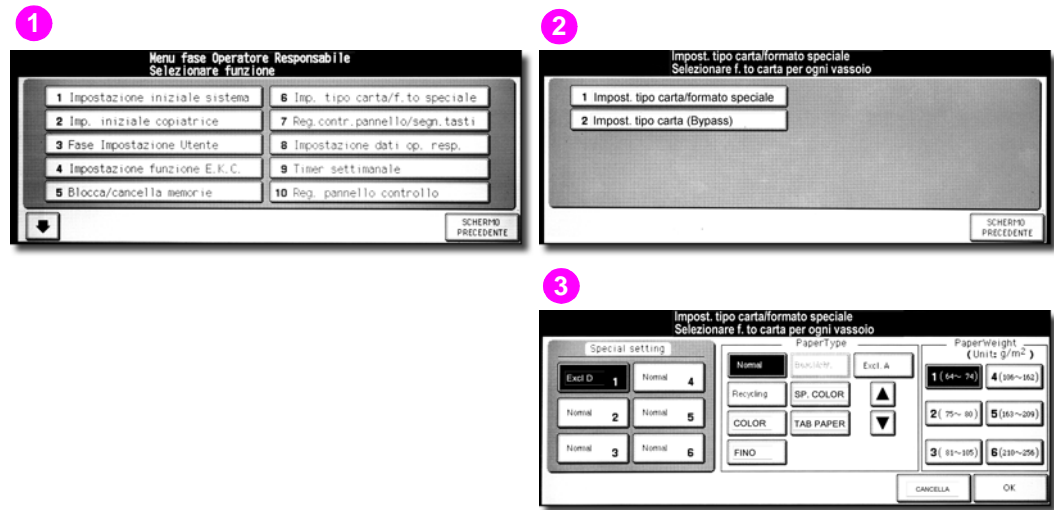 1
Menu fase Operatore Responsabile
Selezionare funzione
1 Impostazione iniziale sistema
2 Imp. iniziale copiatrice
3 Fase Impostazione Utente
4 Impostazione funzione E.K.C.
5 Blocca/cancella memorie
6 Imp. tipo carta/f.to speciale
7 Reg.contr.pannello/segn.tasti
8 Impostazione dati op. resp.
9 Timer settimanale
10 Reg. pannello controllo
SCHERMO
PRECEDENTE
2
Impost. tipo carta/formato speciale
Selezionare f. to carta per ogni vassoio
1 Impost. tipo carta/formato speciale
2 Impost. tipo carta (Bypass)
SCHERMO
PRECEDENTE
3
Impost. tipo carta/formato speciale
Selezionare f. to carta per ogni vassoio
Special setting
Excl D 1
Normal 4
Normal 2
Normal 5
Normal 3
Normal 6
PaperType
Normal
Excl. A
Recycling
SP. COLOR
COLOR
TAB PAPER
FINO
PaperWeight
(Unit: g/m²)
1 (64~ 74)
4 (106~162)
2 ( 75~ 80)
5 (163~209)
3 ( 81~105)
6 (210~256)
CANCELLA
OK